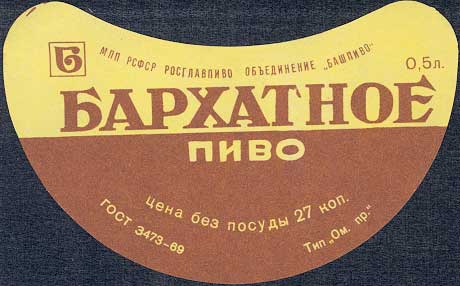 Б
МПП РСФСР РОСГЛАВПИВО ОБЪЕДИНЕНИЕ „БАШПИВО“
0,5л.
БАРХАТНОЕ
ПИВО
цена без посуды 27 коп.
ГОСТ 3473–69
Тип „Ом. пр.“